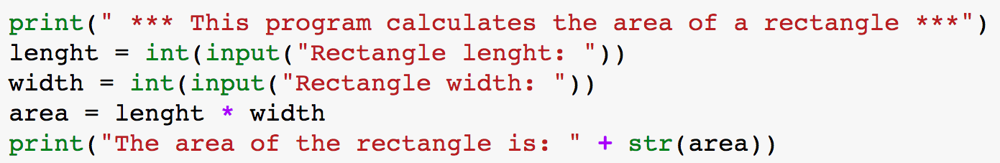 print(" *** This program calculates the area of a rectangle ***")
lenght = int(input("Rectangle lenght: "))
width = int(input("Rectangle width: "))
area = lenght * width
print("The area of the rectangle is: " + str(area))